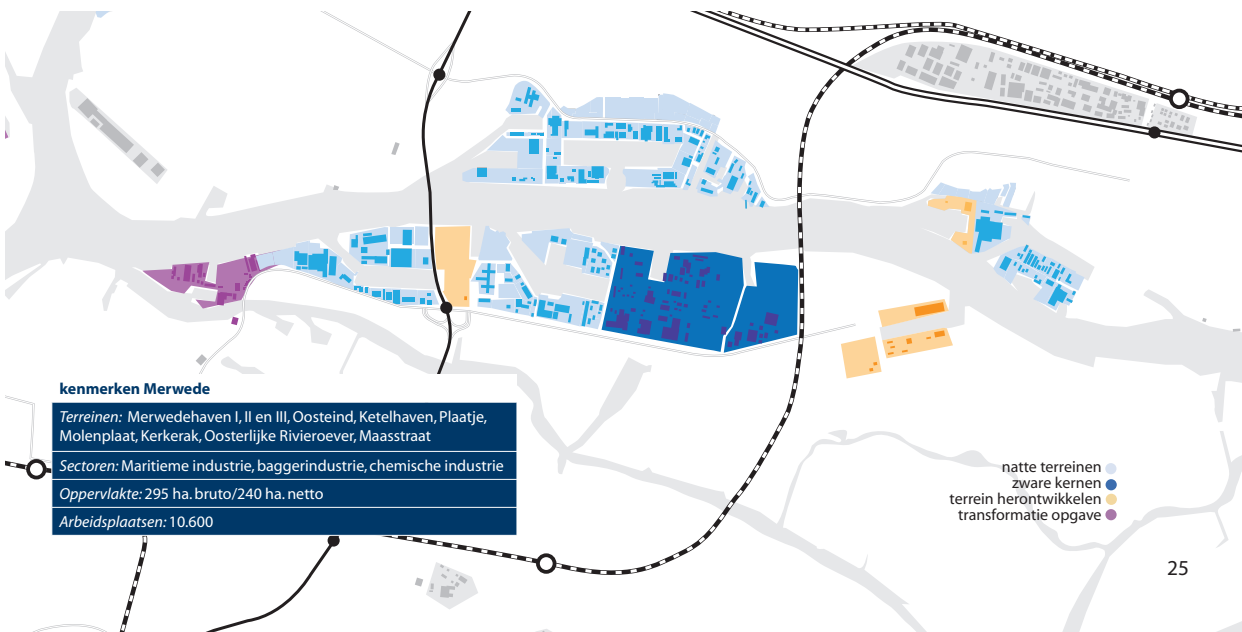 kenmerken Merwede
Terreinen: Merwedehaven I, II en III, Oosteind, Ketelhaven, Plaatje,
Molenplaat, Kerkerak, Oosterlijke Rivieroever, Maasstraat
Sectoren: Maritieme industrie, baggerindustrie, chemische industrie
Oppervlakte: 295 ha. bruto/240 ha. netto
Arbeidsplaatsen: 10.600
natte terreinen
zware kernen
terrein herontwikkelen
transformatie opgave
25